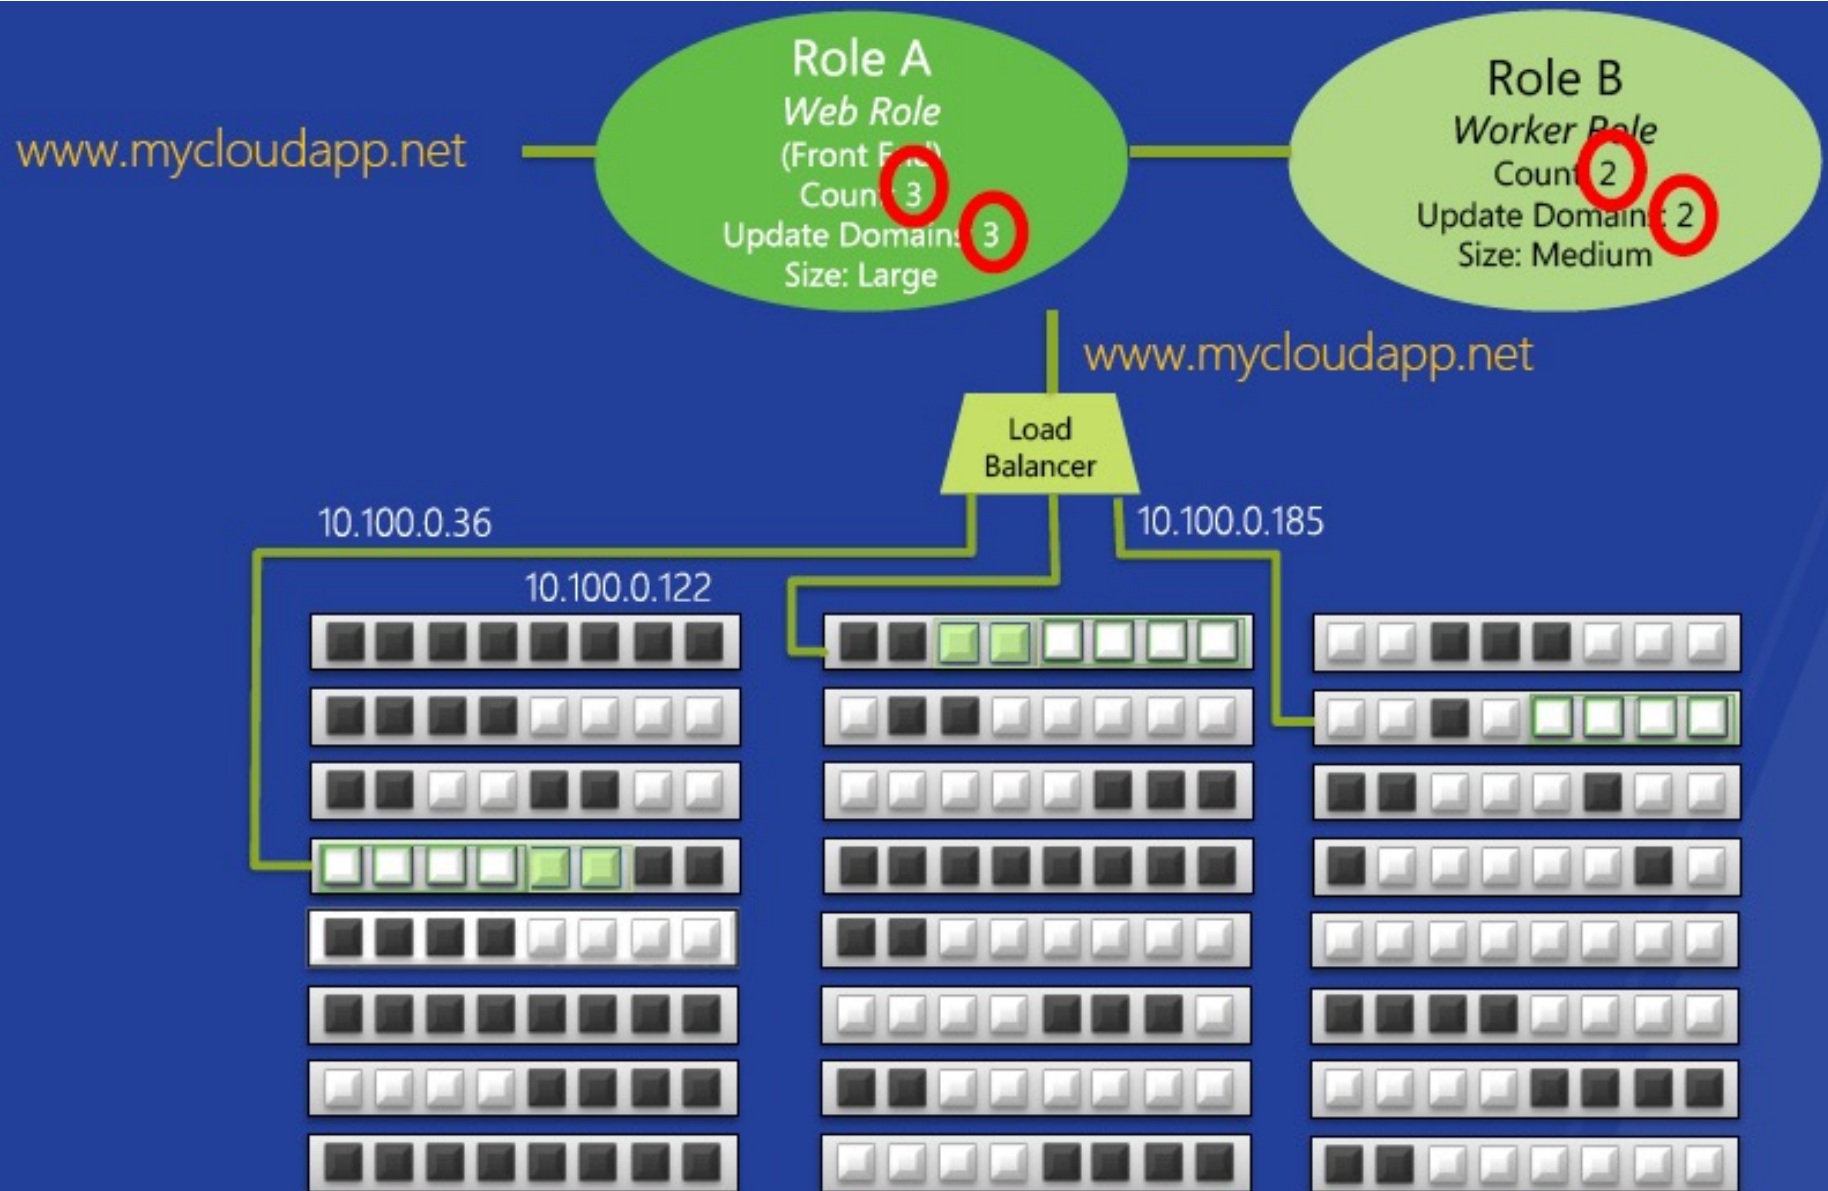 www.mycloudapp.net
Role A
Web Role
(Front End)
Count: 3
Update Domains: 3
Size: Large
Role B
Worker Role
Count: 2
Update Domains: 2
Size: Medium
www.mycloudapp.net
Load
Balancer
10.100.0.36
10.100.0.185
10.100.0.122